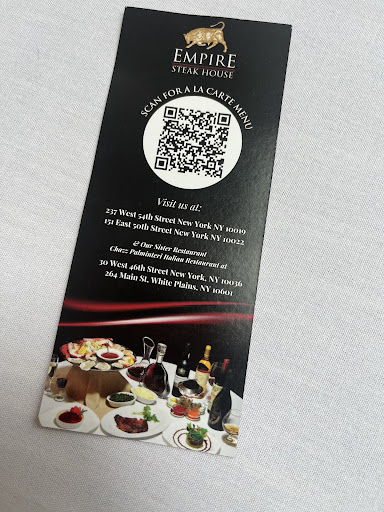 EMPIRE
STEAK HOUSE
SCAN FOR A LA CARTE MENU
Visit us at:
237 West 54th Street New York NY 10019
151 East 50th Street New York NY 10022
& Our Sister Restaurant
Chazz Palminteri Italian Restaurant at
30 West 46th Street New York, NY 10036
264 Main St, White Plains, NY 10601